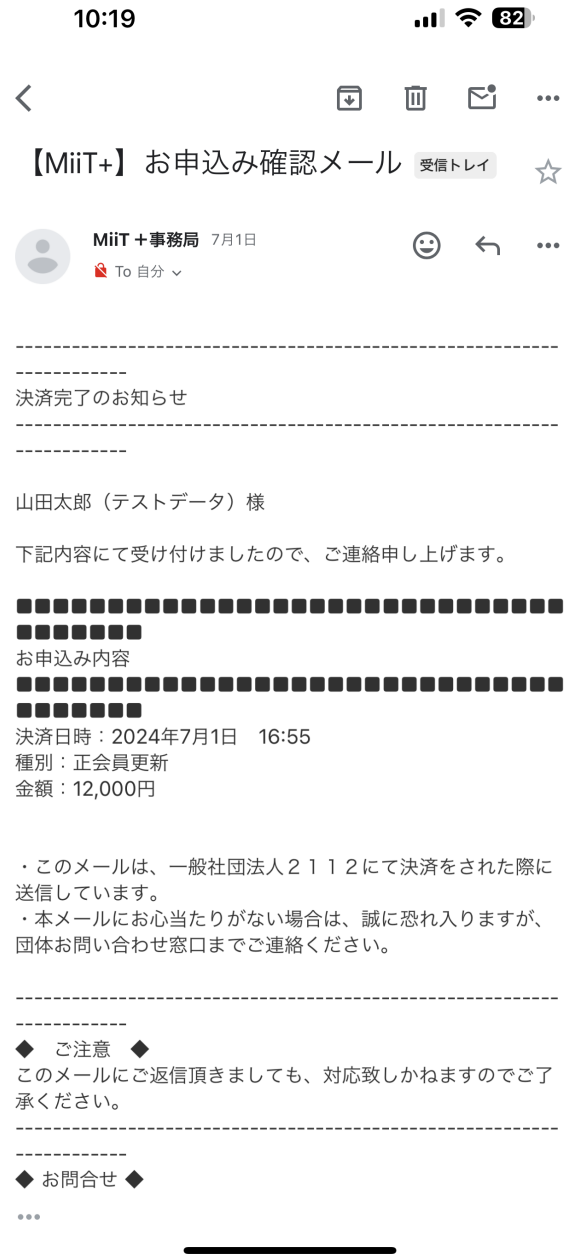 10:19
82
【MiiT+】お申込み確認メール 受信トレイ
MiiT＋事務局 7月1日
To 自分
----------------------------------------------------------
------------
決済完了のお知らせ
----------------------------------------------------------
------------
山田太郎（テストデータ）様
下記内容にて受け付けましたので、ご連絡申し上げます。
■■■■■■■■■■■■■■■■■■■■■■■■■■■■■■
■■■■■■■
お申込み内容
■■■■■■■■■■■■■■■■■■■■■■■■■■■■■■
■■■■■■■
決済日時：2024年7月1日　16:55
種別：正会員更新
金額：12,000円
・このメールは、一般社団法人２１１２にて決済をされた際に
送信しています。
・本メールにお心当たりがない場合は、誠に恐れ入りますが、
団体お問い合わせ窓口までご連絡ください。
----------------------------------------------------------
------------
◆　ご注意　◆
このメールにご返信頂きましても、対応致しかねますのでご了
承ください。
----------------------------------------------------------
------------
◆ お問合せ ◆